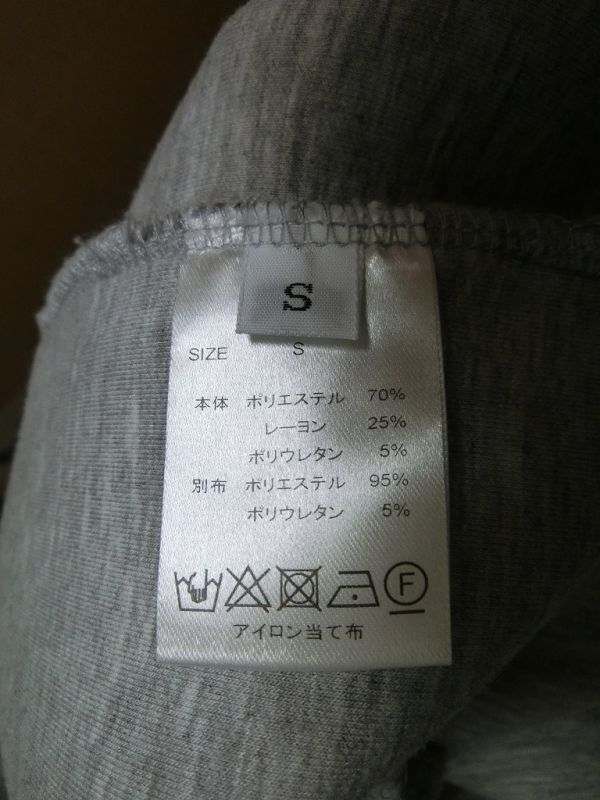 S
SIZE S
本体 ポリエステル 70%
レーヨン 25%
ポリウレタン 5%
別布 ポリエステル 95%
ポリウレタン 5%
F
アイロン当て布